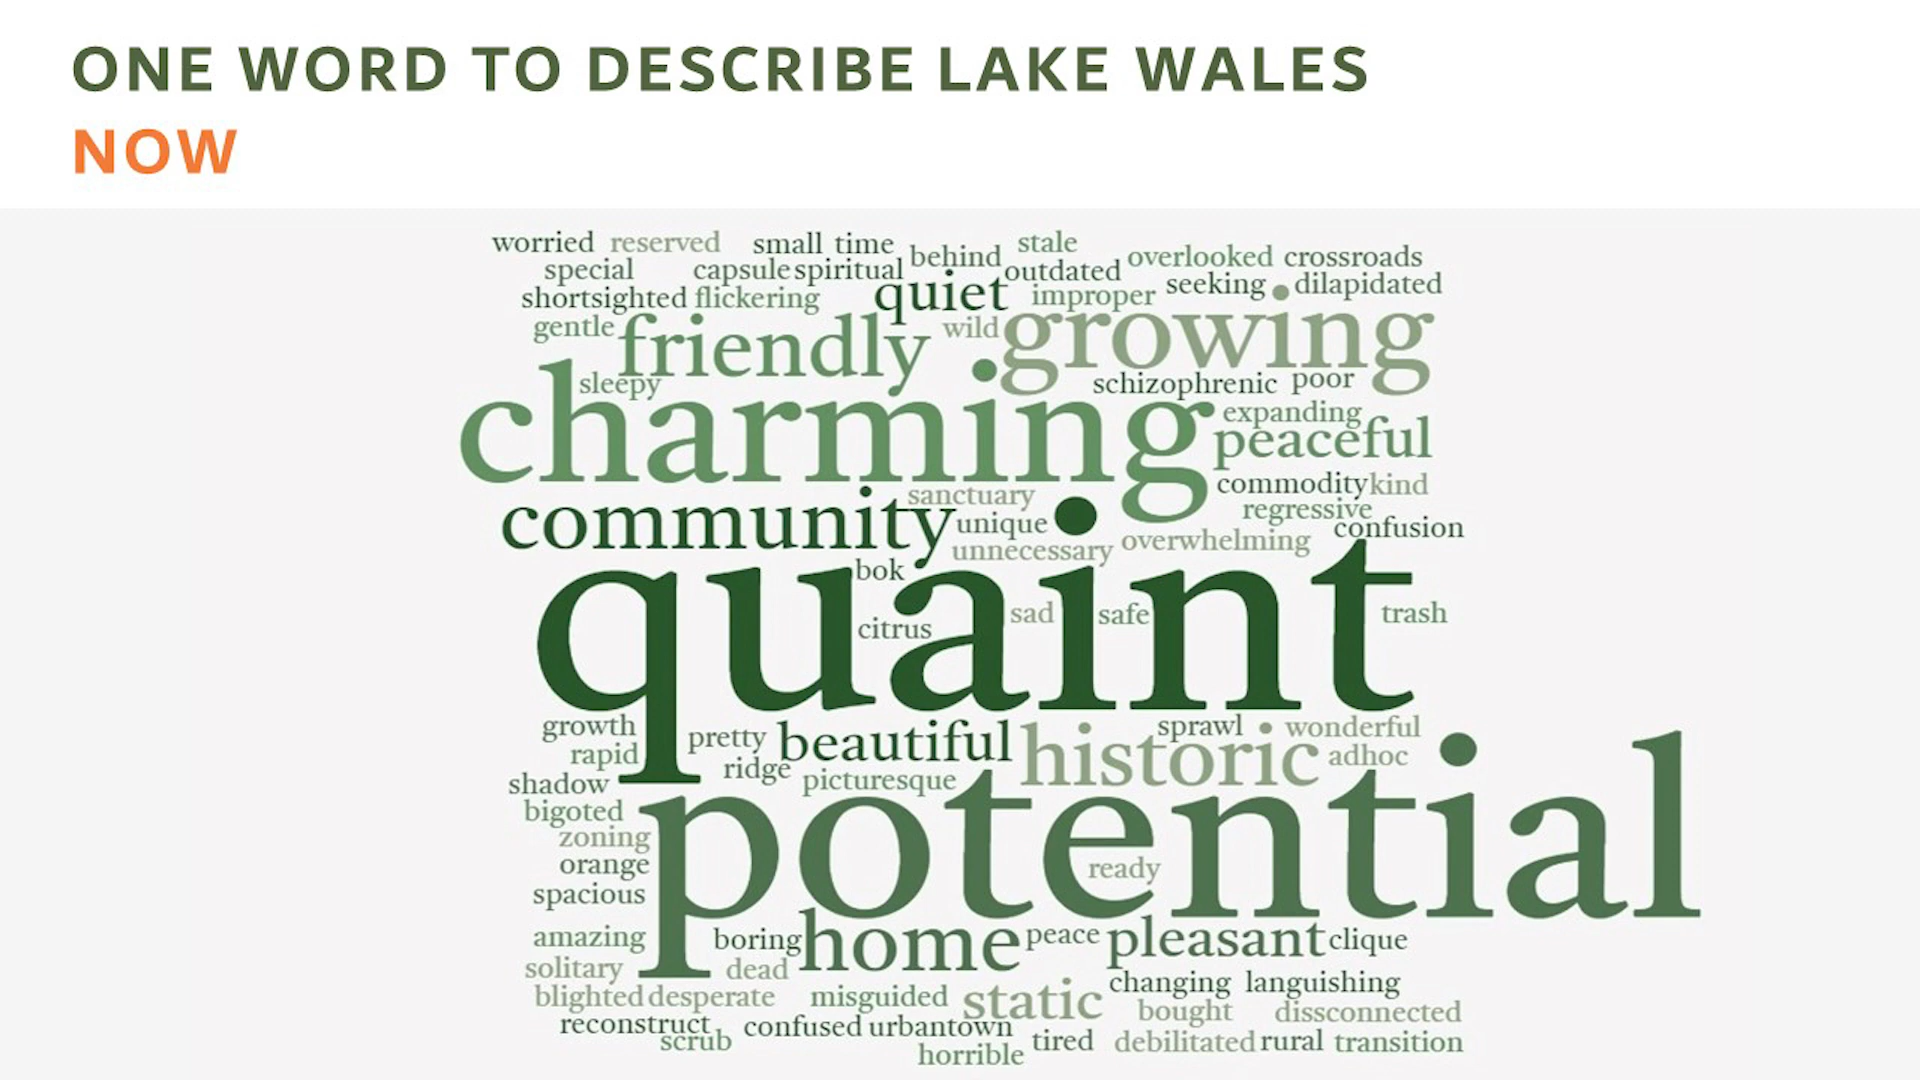 ONE WORD TO DESCRIBE LAKE WALES
NOW
worried reserved small time stale
behind overlooked crossroads
special capsule spiritual outdated
seeking dilapidated
shortsighted flickering quiet improper
gentle friendly wild growing
sleepy schizophrenic poor
charming expanding
peaceful
commodity kind
sanctuary regressive
community unique confusion
unnecessary overwhelming
bok
quaint
citrus sad safe trash
growth pretty beautiful historic sprawl wonderful
rapid ridge picturesque adhoc
shadow
bigoted
zoning
potential
orange ready
spacious
amazing boring home peace pleasant clique
solitary dead
changing languishing
blighted desperate misguided static bought dissconnected
reconstruct confused urbantown
scrub tired debilitated rural transition
horrible